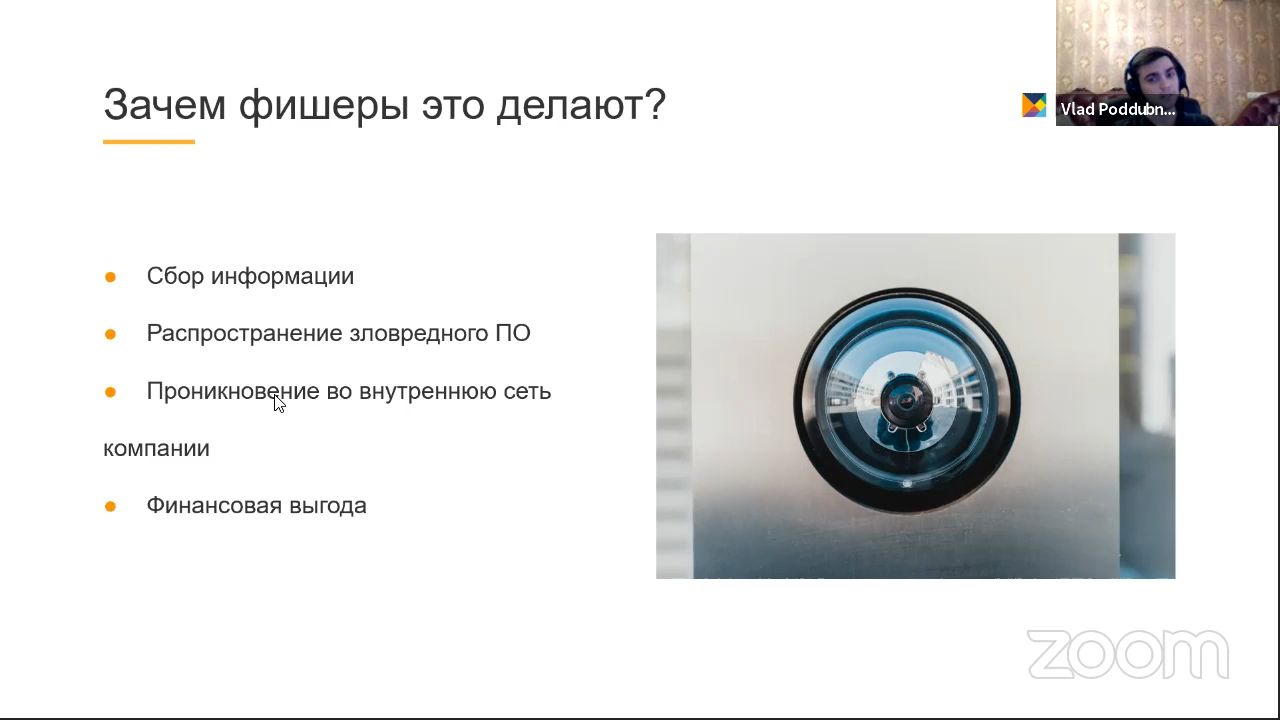 Зачем фишеры это делают?
Vlad Poddubn...
Сбор информации
Распространение зловредного ПО
Проникновение во внутреннюю сеть
компании
Финансовая выгода
zoom